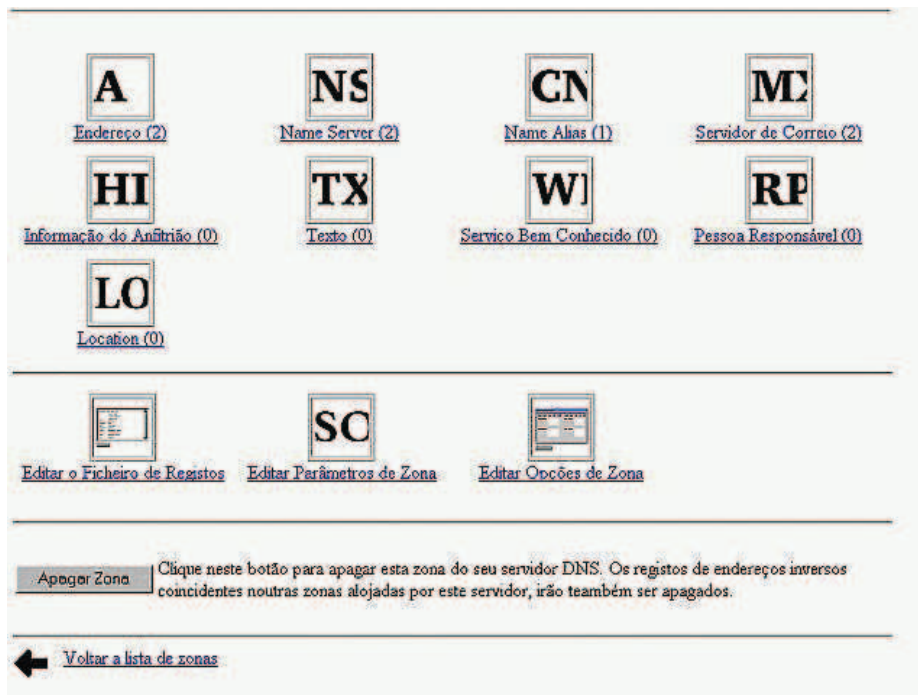 A NS CN MX
Endereço (2) Name Server (2) Name Alias (1) Servidor de Correio (2)
HI TX WI RP
Informação do Anfitrião (0) Texto (0) Serviço Bem Conhecido (0) Pessoa Responsável (0)
LO
Location (0)
SO
Editar o Ficheiro de Registos Editar Parâmetros de Zona Editar Opções de Zona
Apagar Zona
Clique neste botão para apagar esta zona do seu servidor DNS. Os registos de endereços inversos
coincidentes noutras zonas alojadas por este servidor, irão teambém ser apagados.
Voltar a lista de zonas